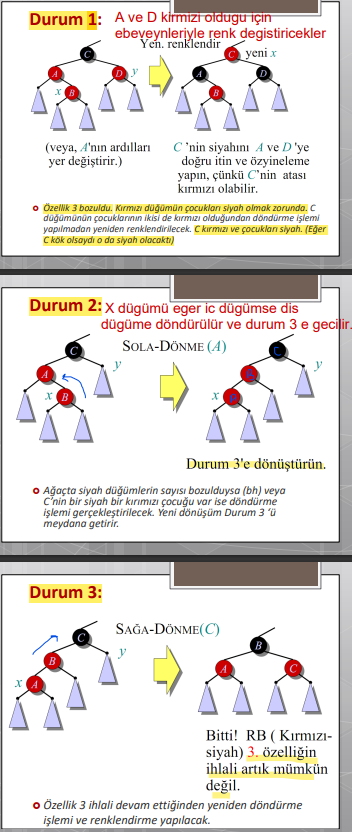 Durum 1: A ve D kırmizi oldugu için
ebeveynleriyle renk degistiricekler
Yen. renklendir
C
C yeni x
A D y
A D
x B
B
(veya, A'nın ardılları
yer değiştirir.)
C 'nin siyahını A ve D 'ye
doğru itin ve özyineleme
yapın, çünkü C'nin atası
kırmızı olabilir.
Özellik 3 bozuldu. Kırmızı düğümün çocukları siyah olmak zorunda. C
düğümünün çocuklarının ikisi de kırmızı olduğundan döndürme işlemi
yapılmadan yeniden renklendirilecek. C kırmızı ve çocukları siyah. (Eğer
C kök olsaydı o da siyah olacaktı)
Durum 2: X dügümü eger ic dügümse dis
dügüme döndürülür ve durum 3 e gecilir.
SOLA-DÖNME (A)
C y
y
A
x B
x
Durum 3'e dönüştürün.
Ağaçta siyah düğümlerin sayısı bozulduysa (bh) veya
C'nin bir siyah bir kırmızı çocuğu var ise döndürme
işlemi gerçekleştirilecek. Yeni dönüşüm Durum 3 'ü
meydana getirir.
Durum 3:
SAĞA-DÖNME(C)
C
B
B y
A C
x A
Bitti! RB ( Kırmızı-
siyah) 3. özelliğin
ihlali artık mümkün
değil.
Özellik 3 ihlali devam ettiğinden yeniden döndürme
işlemi ve renklendirme yapılacak.